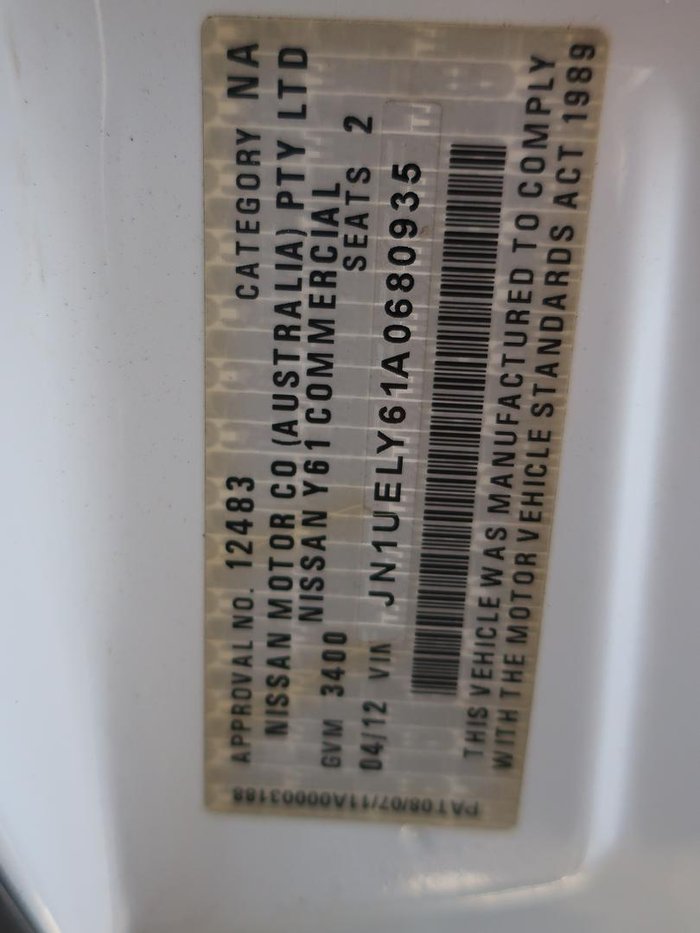 APPROVAL NO. 12483 CATEGORY NA
NISSAN MOTOR CO (AUSTRALIA) PTY LTD
NISSAN Y61 COMMERCIAL
GVM 3400 SEATS 2
04/12 VIN JN1UELY61A0680935
THIS VEHICLE WAS MANUFACTURED TO COMPLY
WITH THE MOTOR VEHICLE STANDARDS ACT 1989
PAT08/07/11A00003188